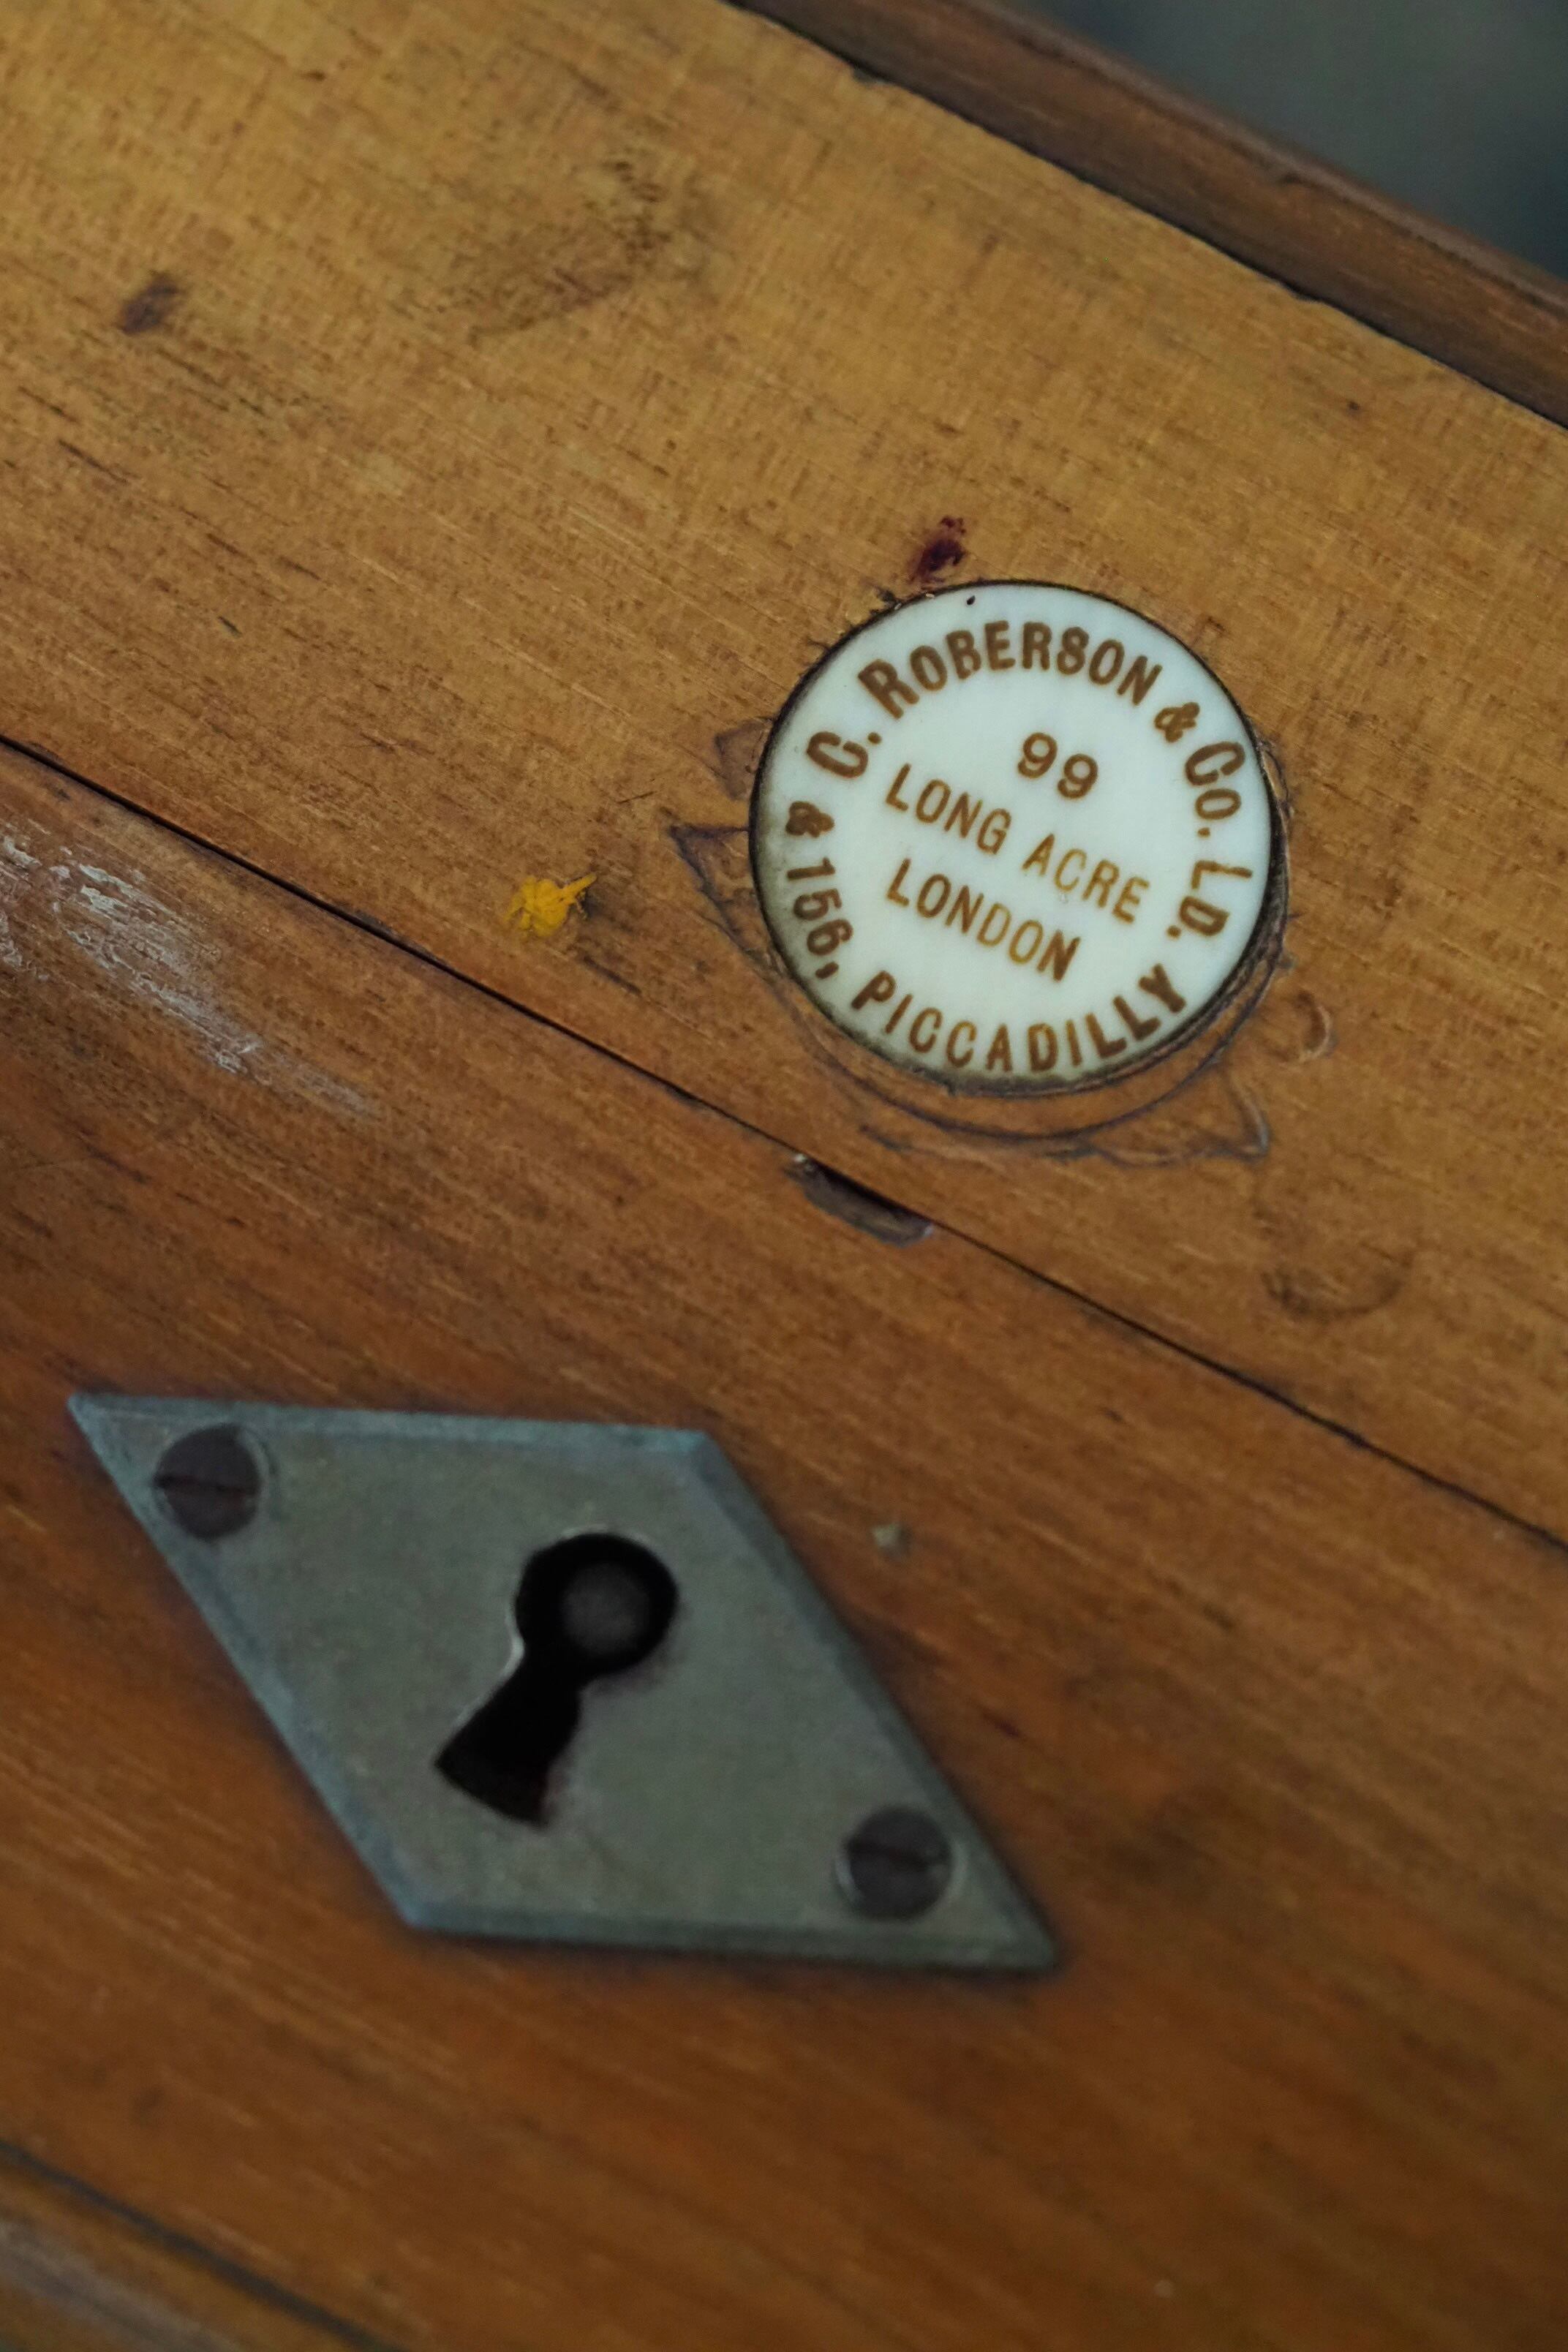 C. ROBERSON & CO. LD.
99
LONG ACRE
LONDON
& 156, PICCADILLY